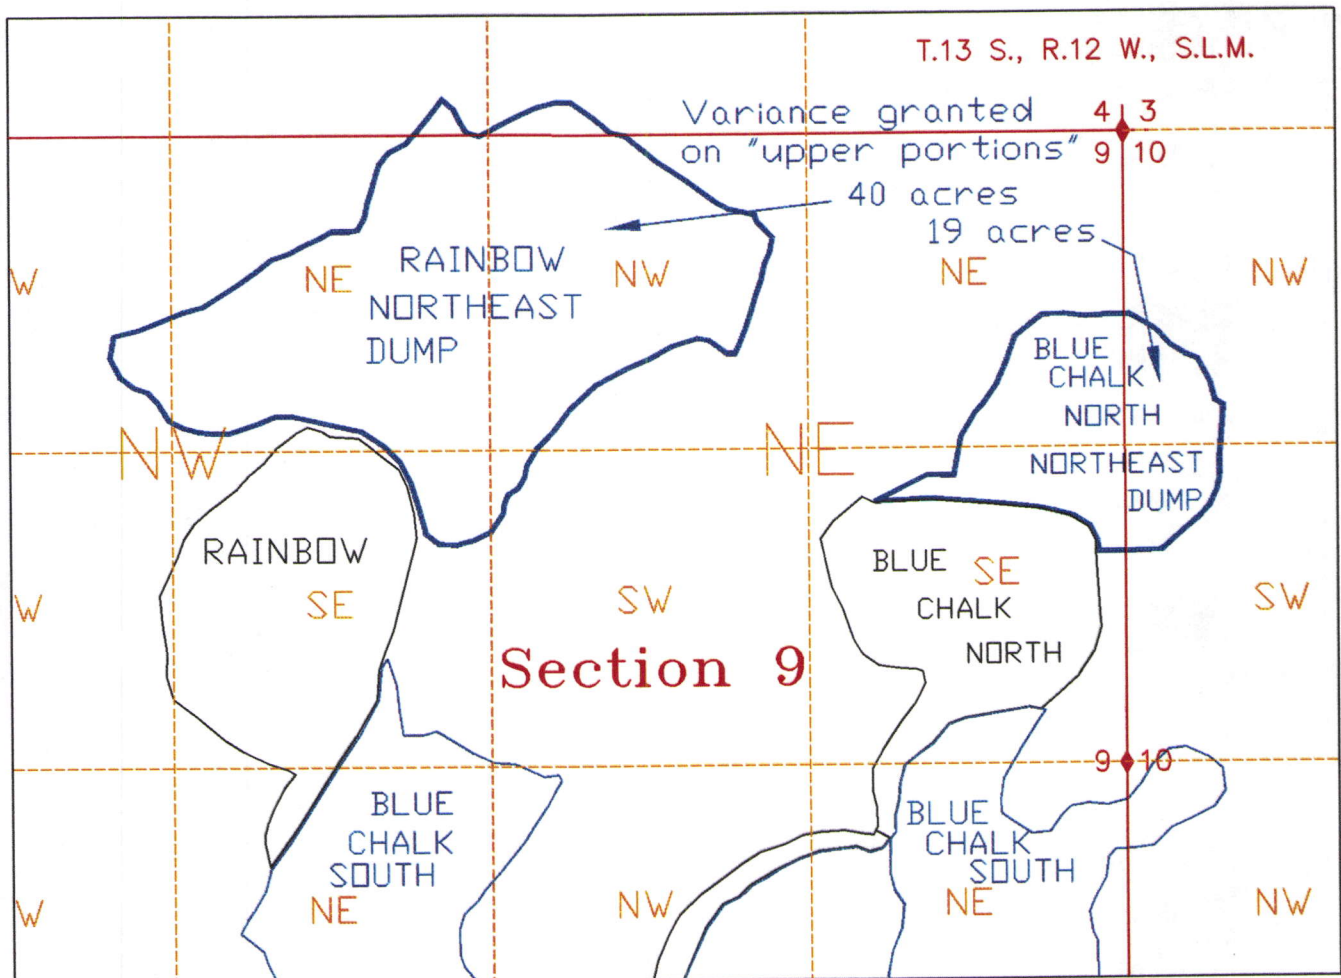 T.13 S., R.12 W., S.L.M.
Variance granted
on "upper portions"
4 3
9 10
40 acres
19 acres
W
NE
RAINBOW
NORTHEAST
DUMP
NW
NE
NW
BLUE
CHALK
NORTH
NORTHEAST
DUMP
NW
NE
RAINBOW
SE
W
SW
BLUE
SE
CHALK
NORTH
SW
Section 9
9 10
BLUE
CHALK
SOUTH
BLUE
CHALK
SOUTH
W
NE
NW
NE
NW